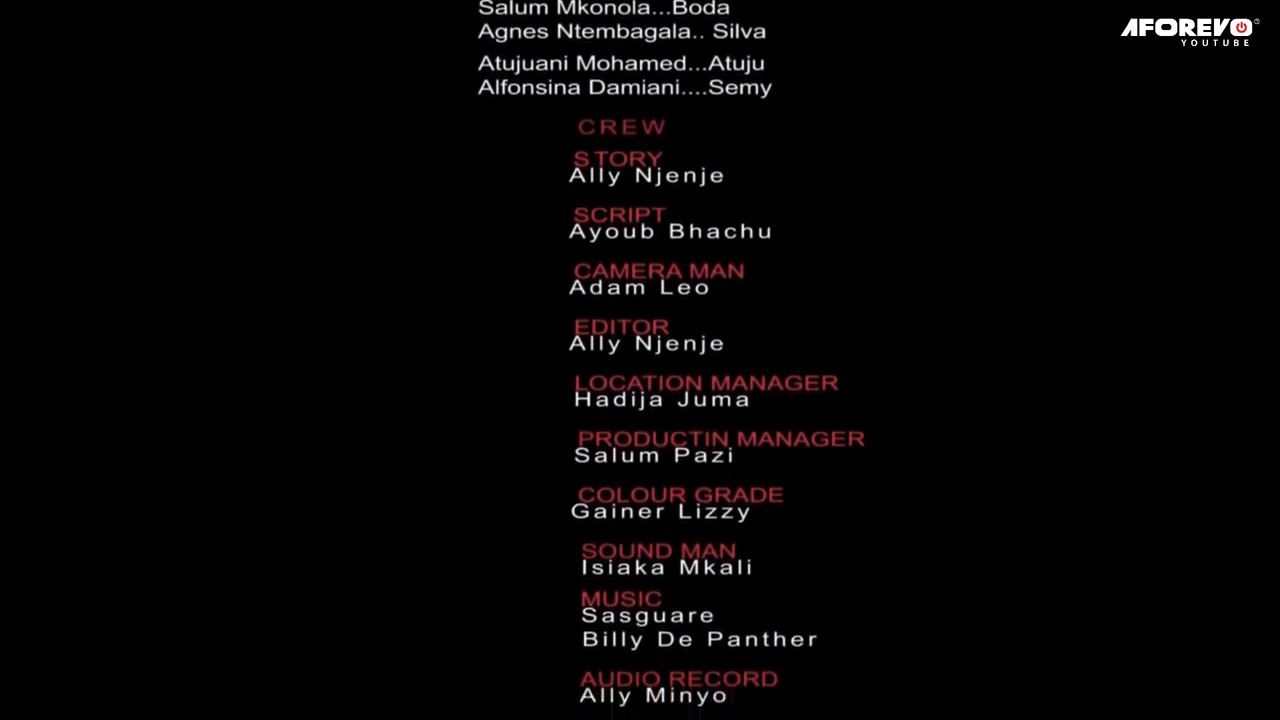 Salum Mkonola...Boda
AFOREVO
YOUTUBE
Agnes Ntembagala.. Silva
Atujuani Mohamed...Atuju
Alfonsina Damiani....Semy
CREW
STORY
Ally Njenje
SCRIPT
Ayoub Bhachu
CAMERA MAN
Adam Leo
EDITOR
Ally Njenje
LOCATION MANAGER
Hadija Juma
PRODUCTIN MANAGER
Salum Pazi
COLOUR GRADE
Gainer Lizzy
SOUND MAN
Isiaka Mkali
MUSIC
Sasguare
Billy De Panther
AUDIO RECORD
Ally Minyo